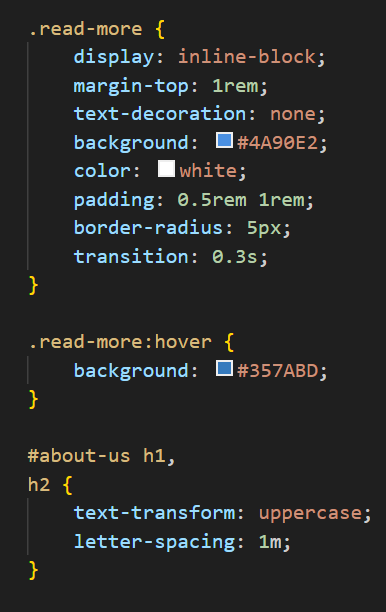 .read-more {
    display: inline-block;
    margin-top: 1rem;
    text-decoration: none;
    background: #4A90E2;
    color: white;
    padding: 0.5rem 1rem;
    border-radius: 5px;
    transition: 0.3s;
}
.read-more:hover {
    background: #357ABD;
}
#about-us h1,
h2 {
    text-transform: uppercase;
    letter-spacing: 1m;
}